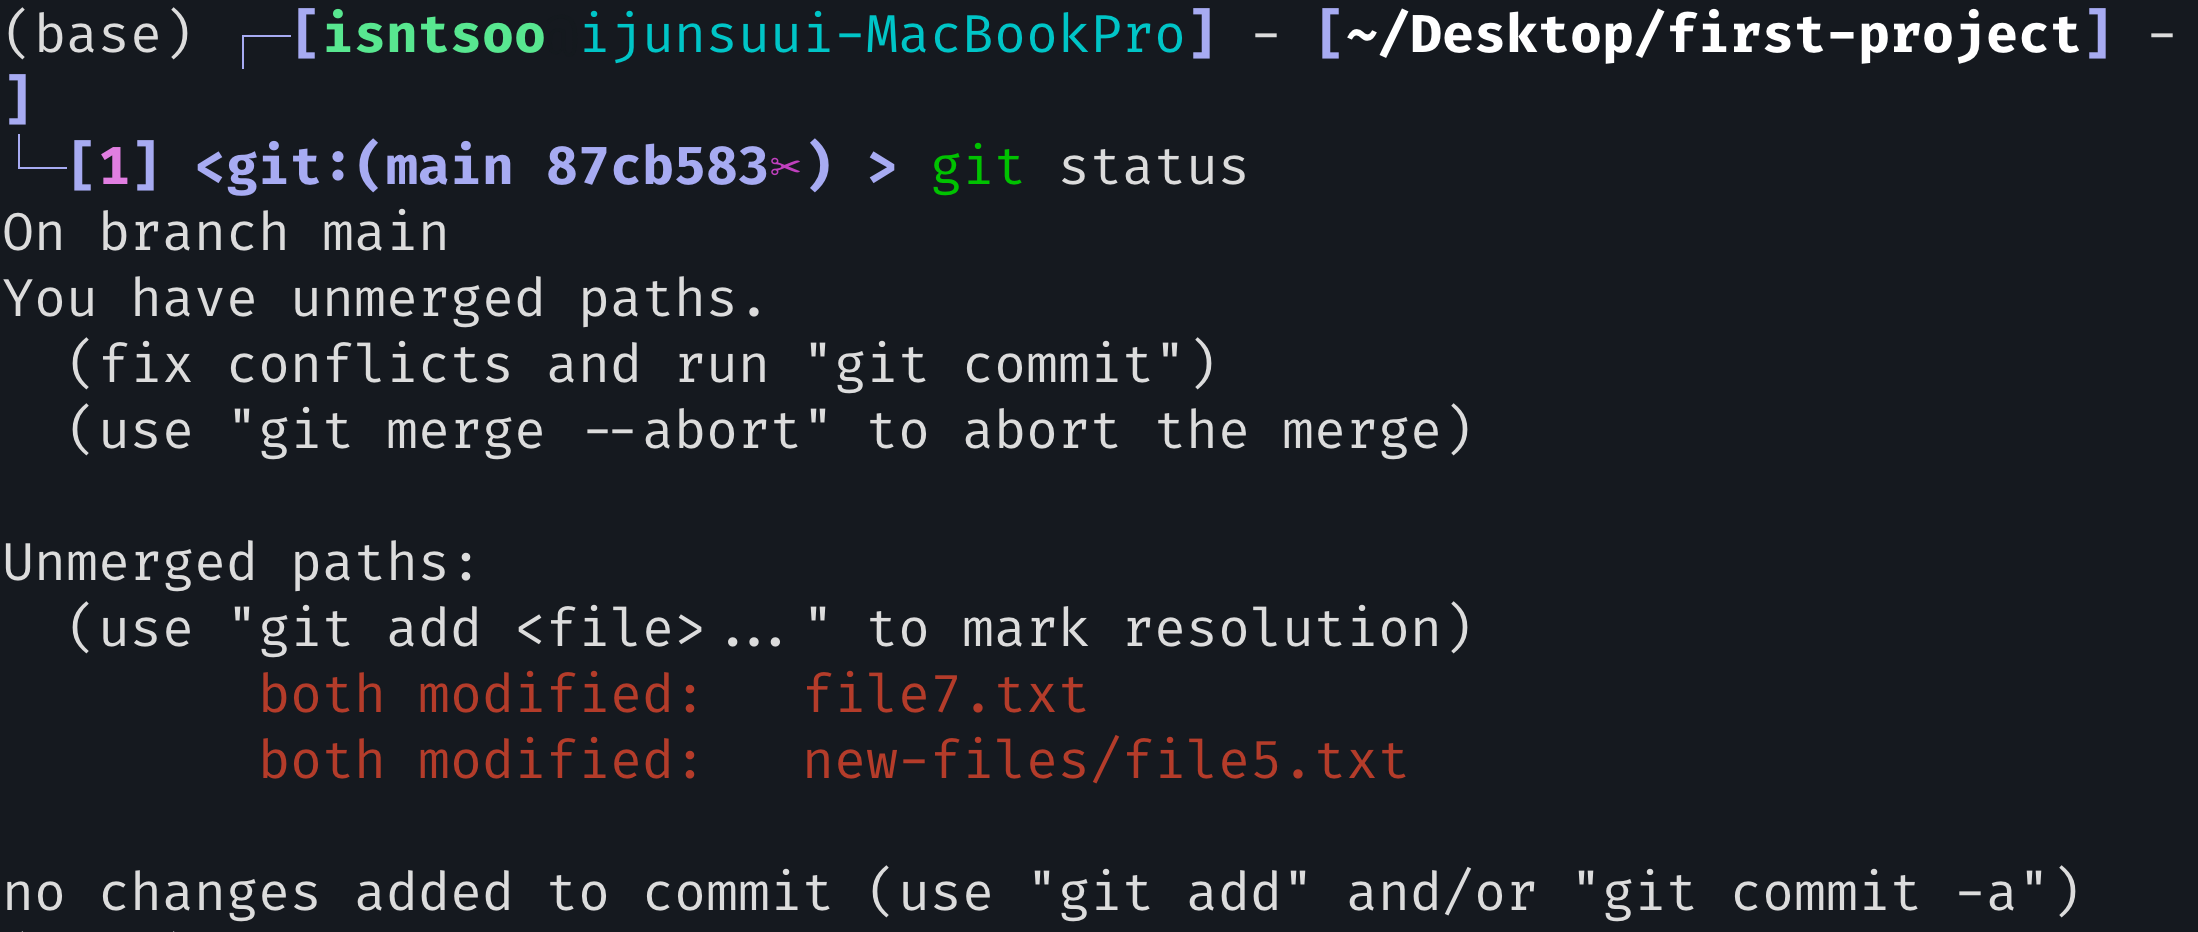 (base) ┌─[isntsoo ijunsuui-MacBookPro] - [~/Desktop/first-project] -
]
└─[1] <git:(main 87cb583✂) > git status
On branch main
You have unmerged paths.
  (fix conflicts and run "git commit")
  (use "git merge --abort" to abort the merge)

Unmerged paths:
  (use "git add <file>..." to mark resolution)
        both modified:   file7.txt
        both modified:   new-files/file5.txt

no changes added to commit (use "git add" and/or "git commit -a")